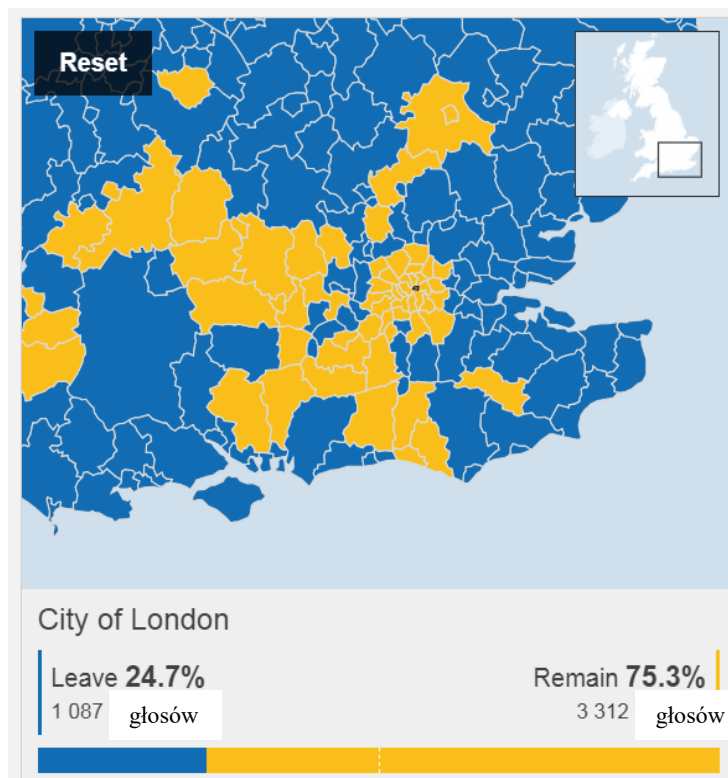 Reset
City of London
Leave 24.7% Remain 75.3%
1 087 głosów 3 312 głosów